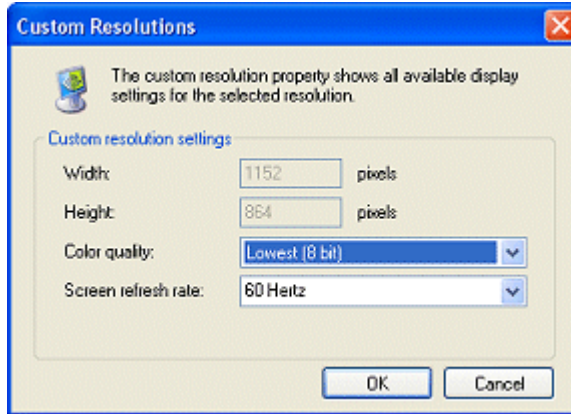 Custom Resolutions
The custom resolution property shows all available display
settings for the selected resolution.
Custom resolution settings
Width: 1152 pixels
Height: 864 pixels
Color quality: Lowest (8 bit)
Screen refresh rate: 60 Hertz
OK Cancel